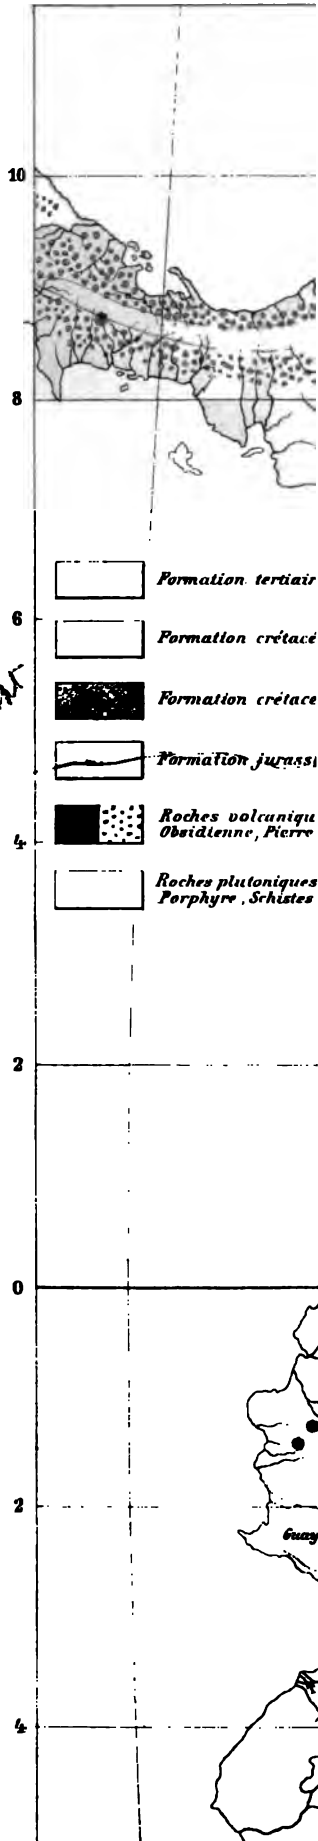 10
8
Formation tertiair
6
Formation crétacé
Formation crétace
Formation jurassi
Roches volcaniqu
Obsidienne, Pierre
4
Roches plutoniques
Porphyre, Schistes
2
0
2
Guay
4